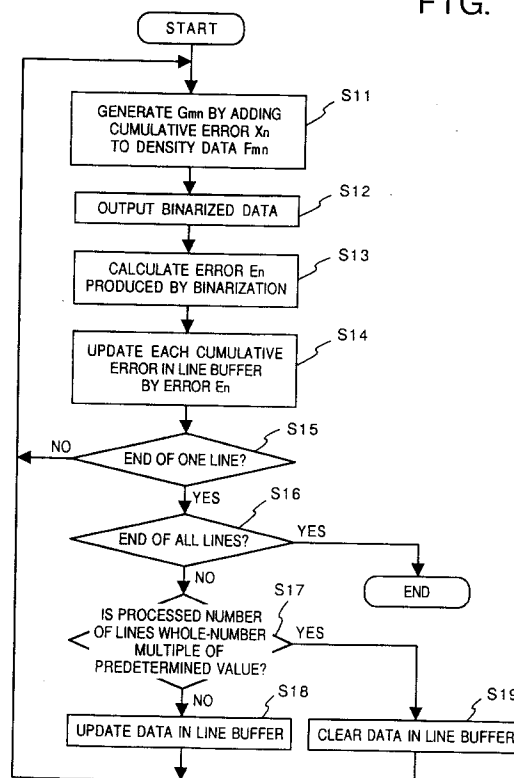 FIG.
START
S11
GENERATE Gmn BY ADDING
CUMULATIVE ERROR Xn
TO DENSITY DATA Fmn
S12
OUTPUT BINARIZED DATA
S13
CALCULATE ERROR En
PRODUCED BY BINARIZATION
S14
UPDATE EACH CUMULATIVE
ERROR IN LINE BUFFER
BY ERROR En
S15
NO
END OF ONE LINE?
YES
S16
END OF ALL LINES?
YES
NO
END
S17
IS PROCESSED NUMBER
OF LINES WHOLE-NUMBER
MULTIPLE OF
PREDETERMINED VALUE?
YES
NO
S18
UPDATE DATA IN LINE BUFFER
S19
CLEAR DATA IN LINE BUFFER